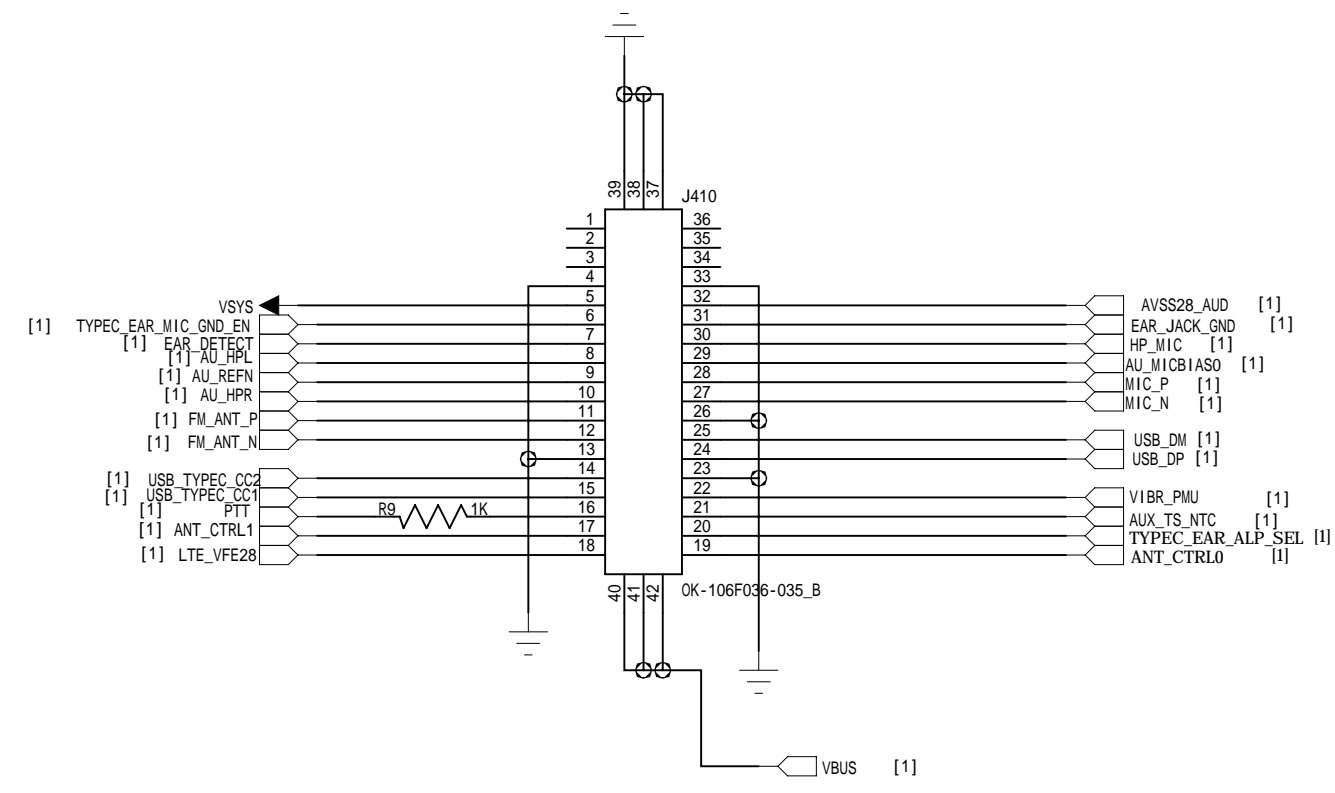 39 38 37
J410
1 36
2 35
3 34
4 33
VSYS 5 32 AVSS28_AUD [1]
[1] TYPEC_EAR_MIC_GND_EN 6 31 EAR_JACK_GND [1]
[1] EAR_DETECT 7 30 HP_MIC [1]
[1] AU_HPL 8 29 AU_MICBIAS0 [1]
[1] AU_REFN 9 28 MIC_P [1]
[1] AU_HPR 10 27 MIC_N [1]
[1] FM_ANT_P 11 26
[1] FM_ANT_N 12 25 USB_DM [1]
13 24 USB_DP [1]
[1] USB_TYPEC_CC2 14 23
[1] USB_TYPEC_CC1 15 22 VIBR_PMU [1]
[1] PTT R9 1K 16 21 AUX_TS_NTC [1]
[1] ANT_CTRL1 17 20 TYPEC_EAR_ALP_SEL [1]
[1] LTE_VFE28 18 19 ANT_CTRL0 [1]
40 41 42
OK-106F036-035_B
VBUS [1]